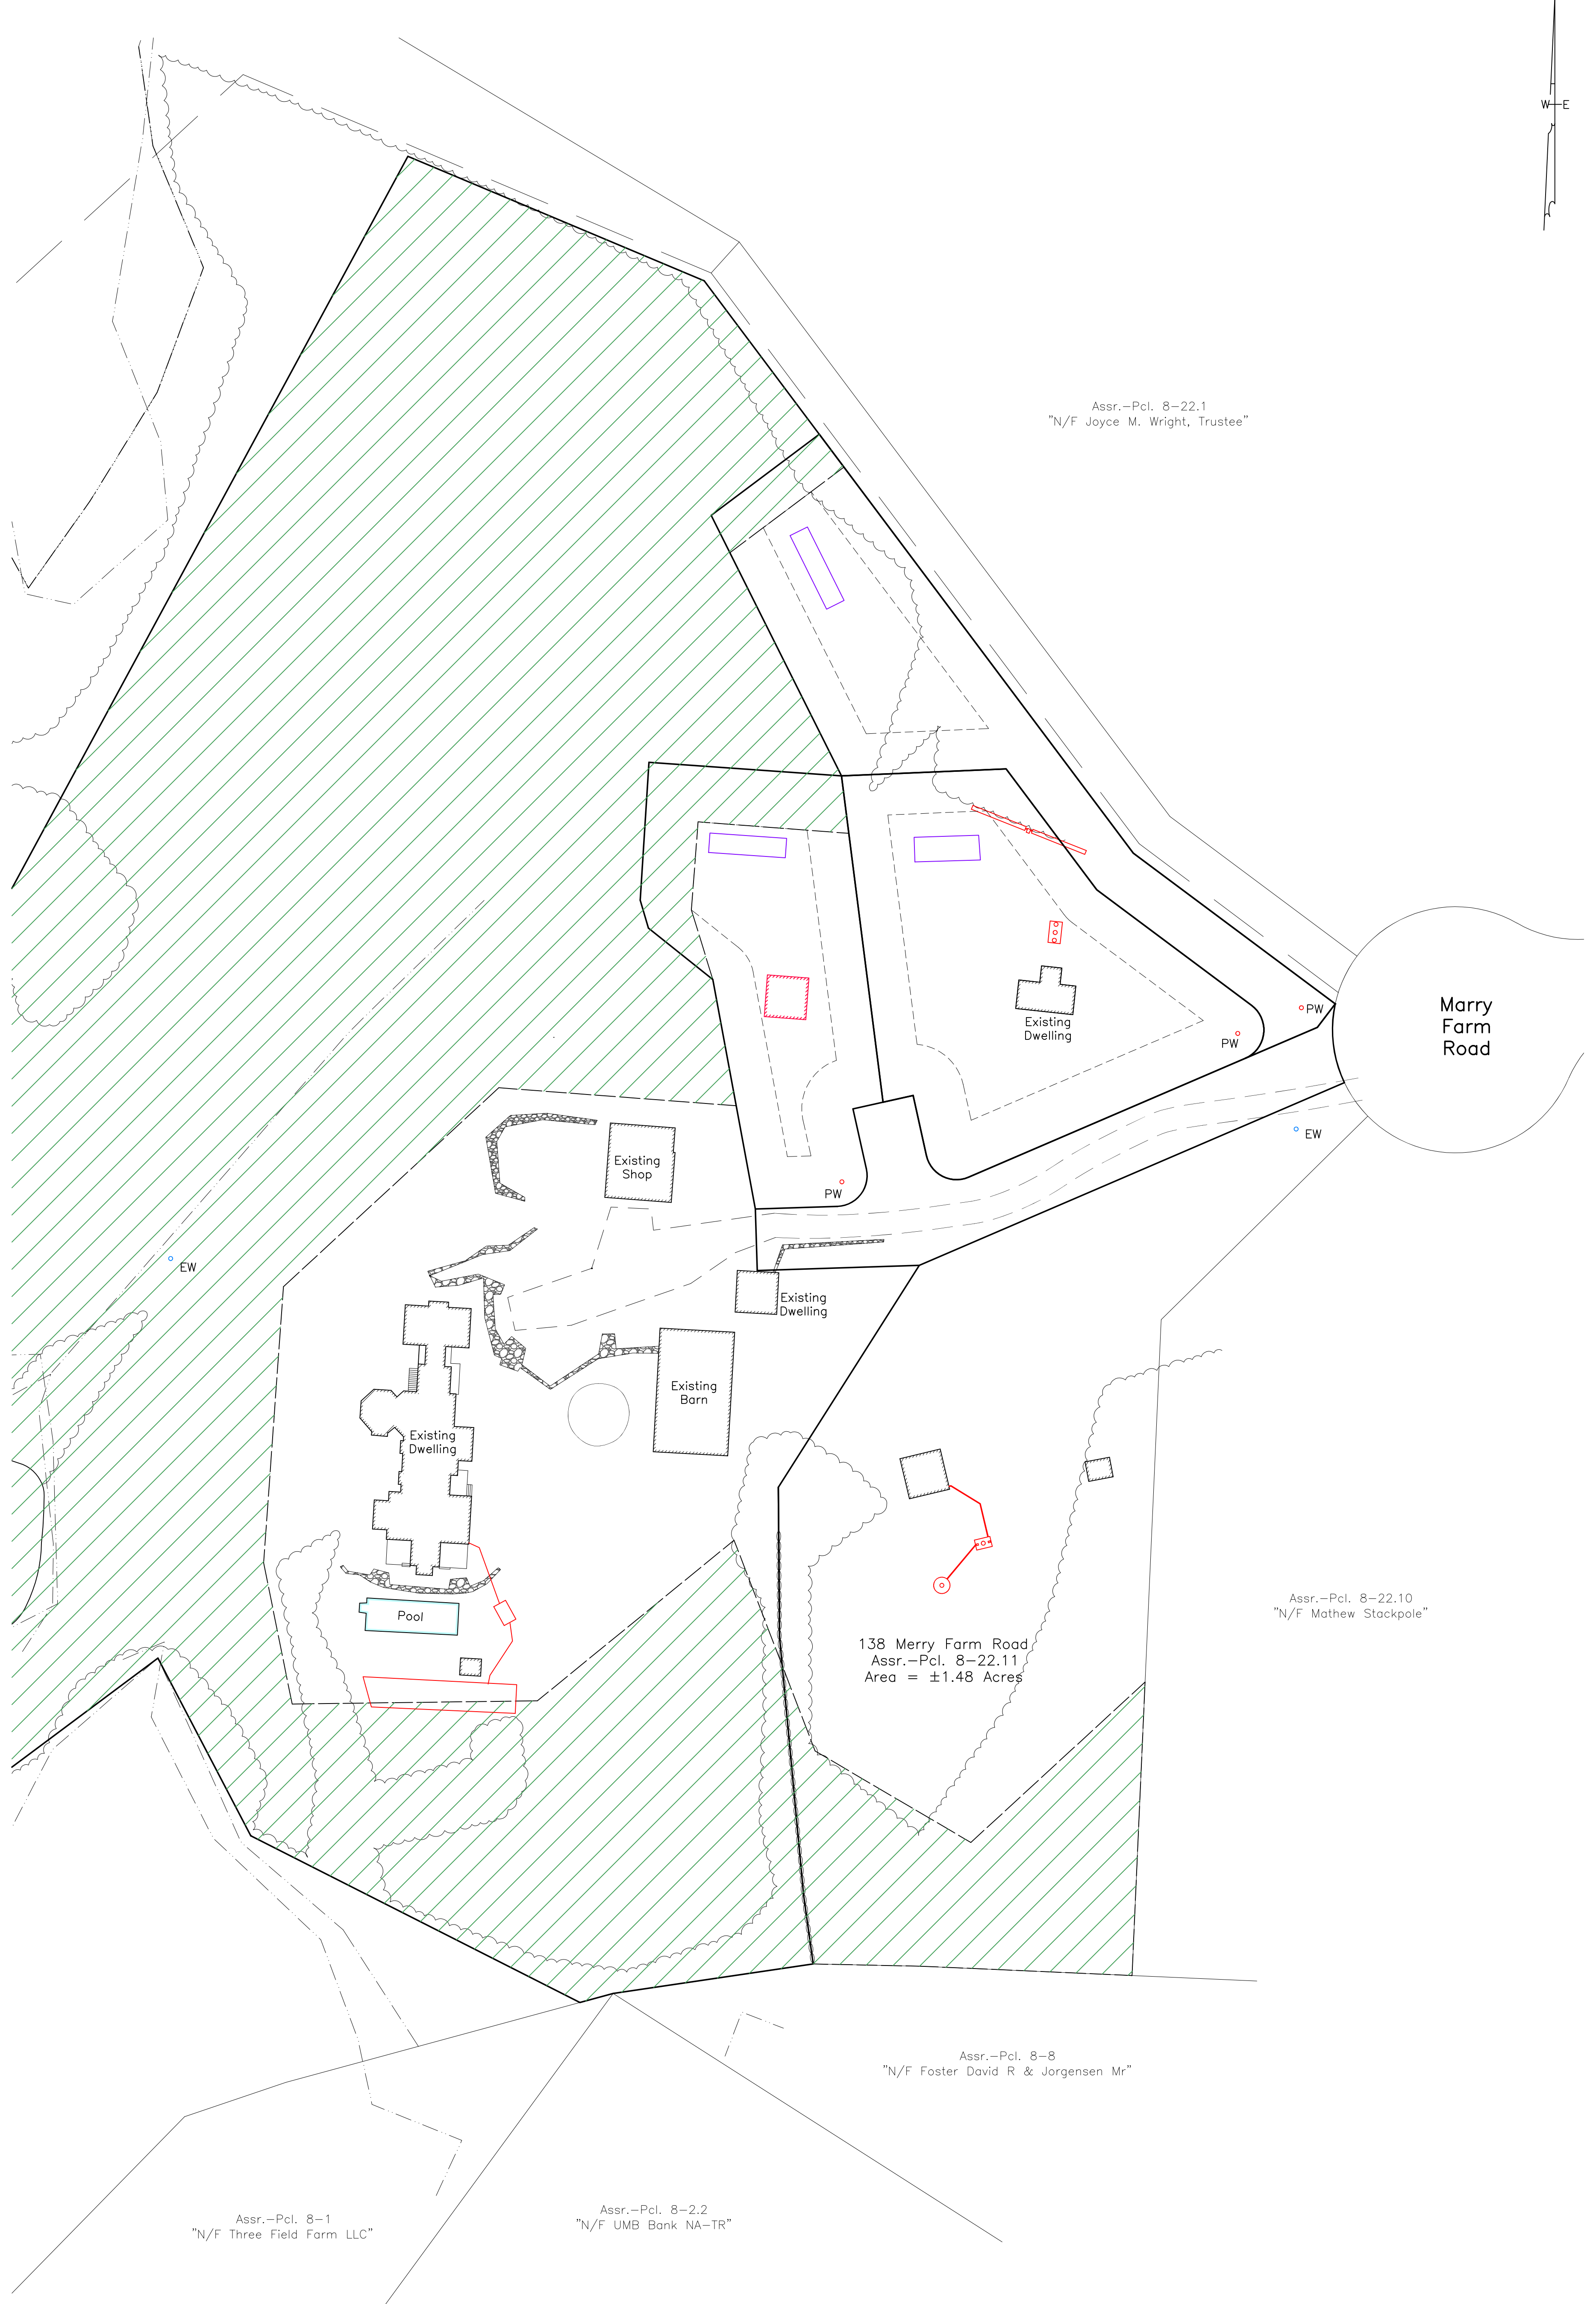 W E
Assr.-Pcl. 8-22.1
"N/F Joyce M. Wright, Trustee"
Marry
Farm
Road
PW
PW
Existing
Dwelling
EW
Existing
Shop
PW
EW
Existing
Dwelling
Existing
Barn
Existing
Dwelling
Pool
Assr.-Pcl. 8-22.10
"N/F Mathew Stackpole"
138 Merry Farm Road
Assr.-Pcl. 8-22.11
Area = ±1.48 Acres
Assr.-Pcl. 8-8
"N/F Foster David R & Jorgensen Mr"
Assr.-Pcl. 8-2.2
"N/F UMB Bank NA-TR"
Assr.-Pcl. 8-1
"N/F Three Field Farm LLC"